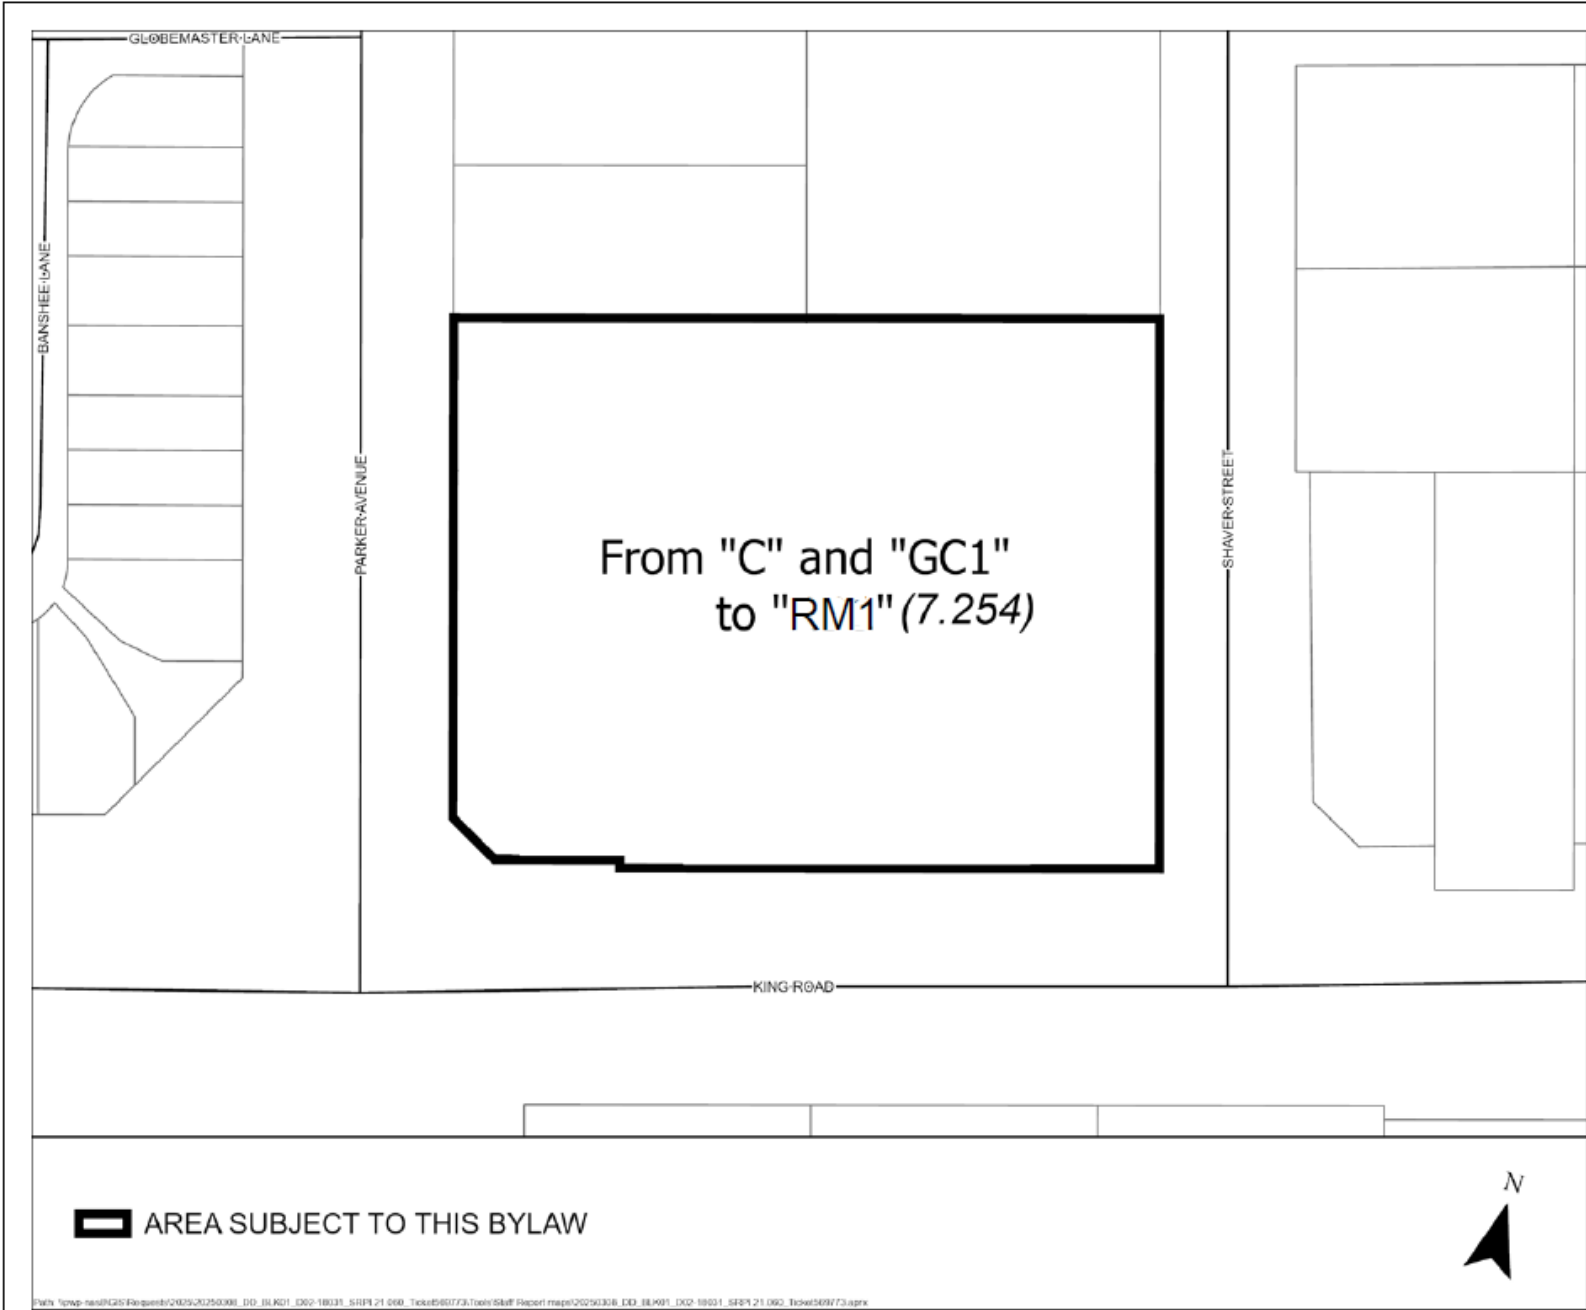 GLOBEMASTER LANE
BANSHEE LANE
PARKER AVENUE
SHAVER STREET
From "C" and "GC1"
to "RM1" (7.254)
KING ROAD
N
AREA SUBJECT TO THIS BYLAW